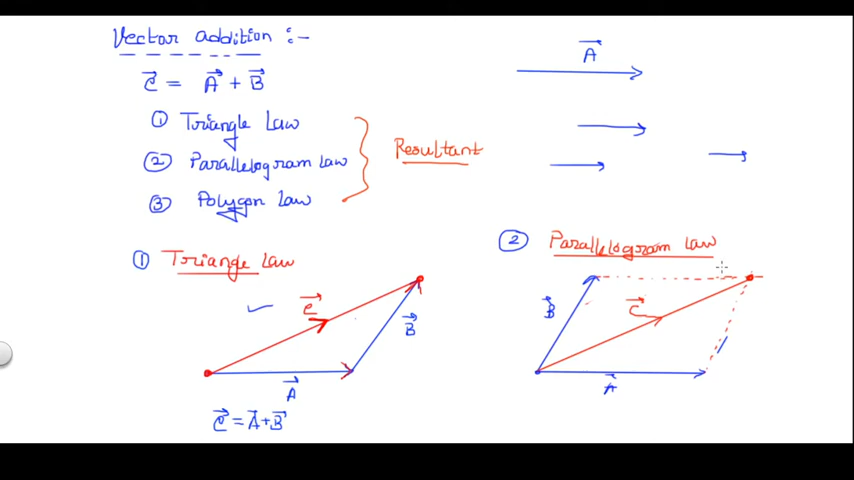 Vector addition :-
C = A + B
① Triangle Law
② Parallelogram law
③ Polygon Law
Resultant
A
① Triangle Law
C
B
A
C = A+B
② Parallelogram law
B
C
A